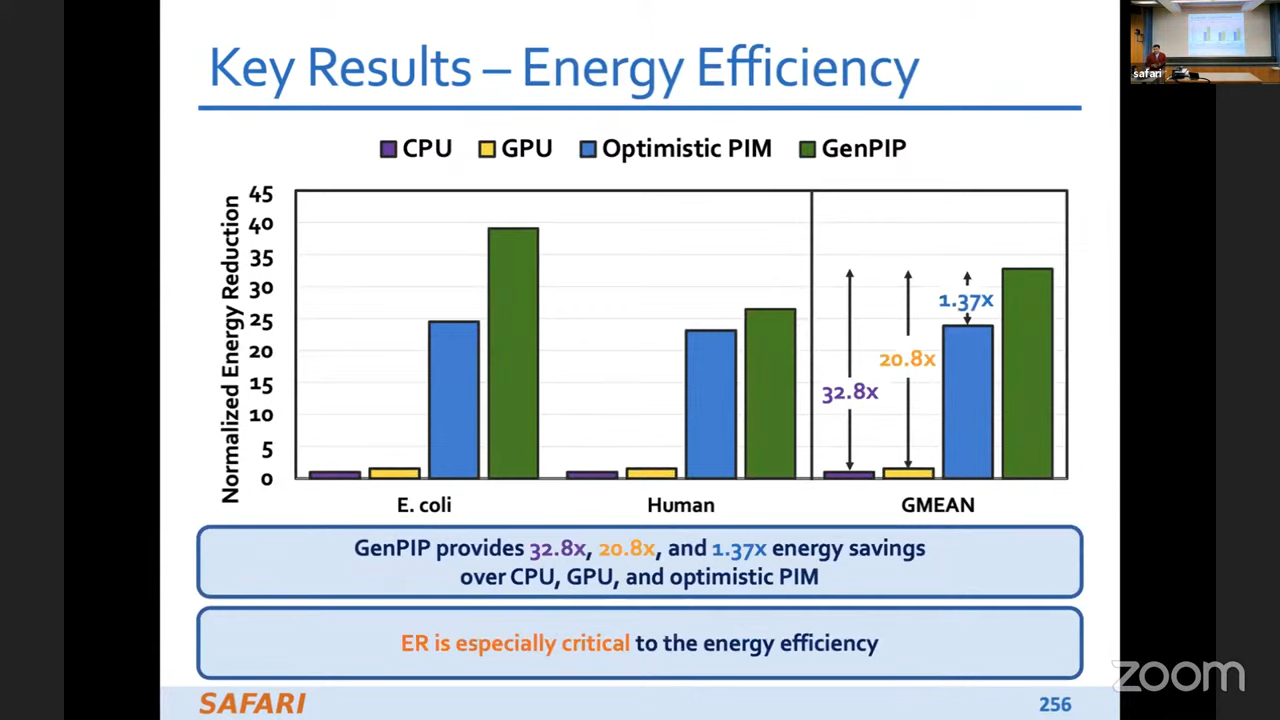 Key Results – Energy Efficiency
safari
CPU GPU Optimistic PIM GenPIP
Normalized Energy Reduction
45
40
35
30
25
20
15
10
5
0
1.37x
20.8x
32.8x
E. coli Human GMEAN
GenPIP provides 32.8x, 20.8x, and 1.37x energy savings
over CPU, GPU, and optimistic PIM
ER is especially critical to the energy efficiency
SAFARI
256
zoom